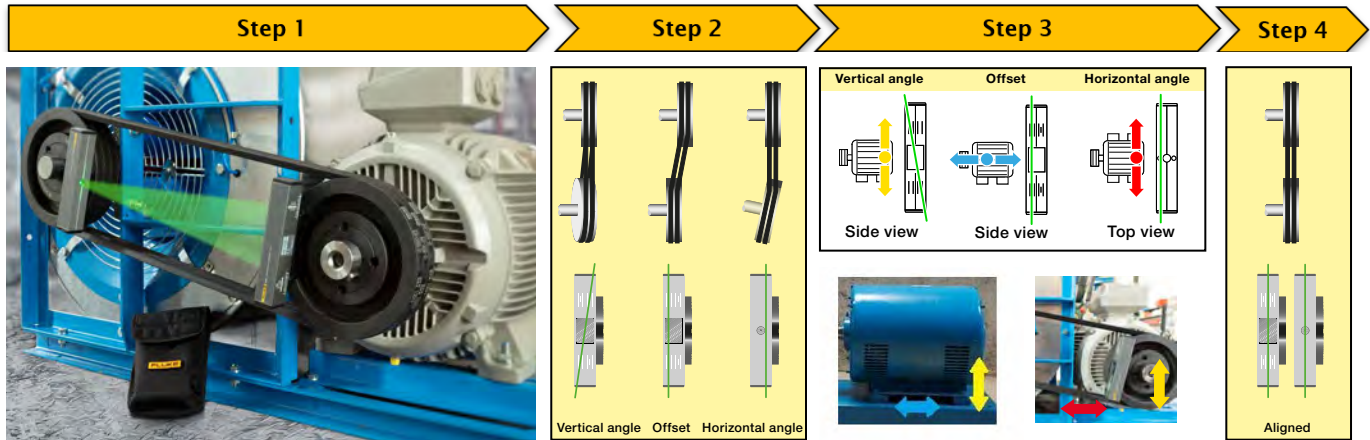 Step 1
Step 2
Step 3
Step 4
FLUKE
Vertical angle
Offset
Horizontal angle
Vertical angle
Offset
Horizontal angle
Side view
Side view
Top view
Aligned